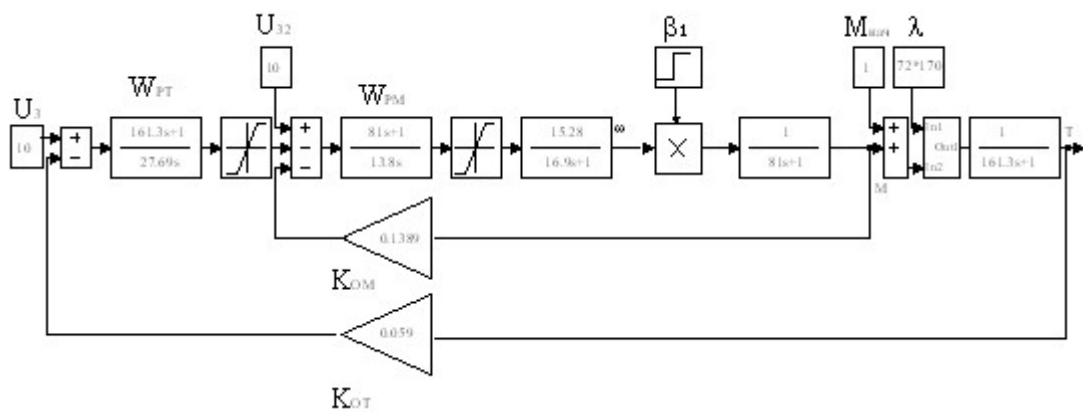 U₃₂
β₁
Mнач λ
10
1
72*170
W_PT
W_PM
U₃
10
+
−
161.3s+1
27.69s
+
−
−
81s+1
13.8s
15.28
16.9s+1
ω
×
1
81s+1
+
+
M
In1
In2
Out1
1
161.3s+1
T
0.1389
K_OM
0.059
K_OT